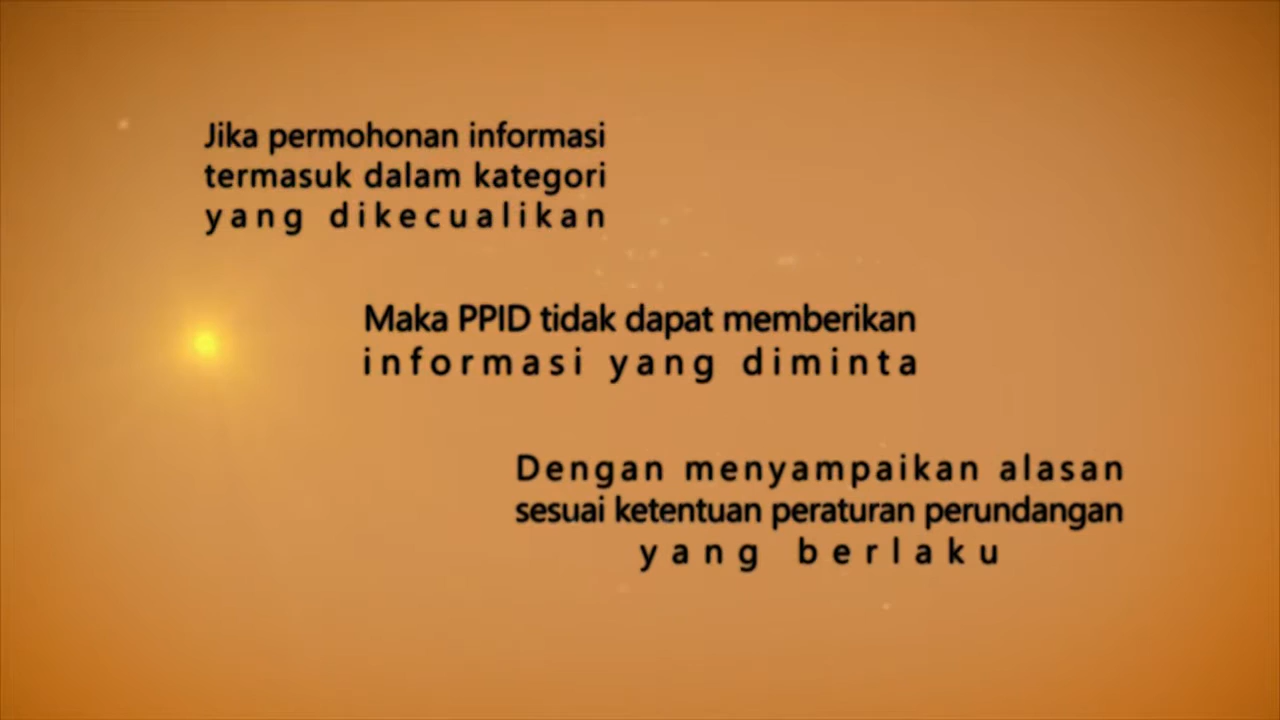 Jika permohonan informasi
termasuk dalam kategori
yang dikecualikan
Maka PPID tidak dapat memberikan
informasi yang diminta
Dengan menyampaikan alasan
sesuai ketentuan peraturan perundangan
yang berlaku